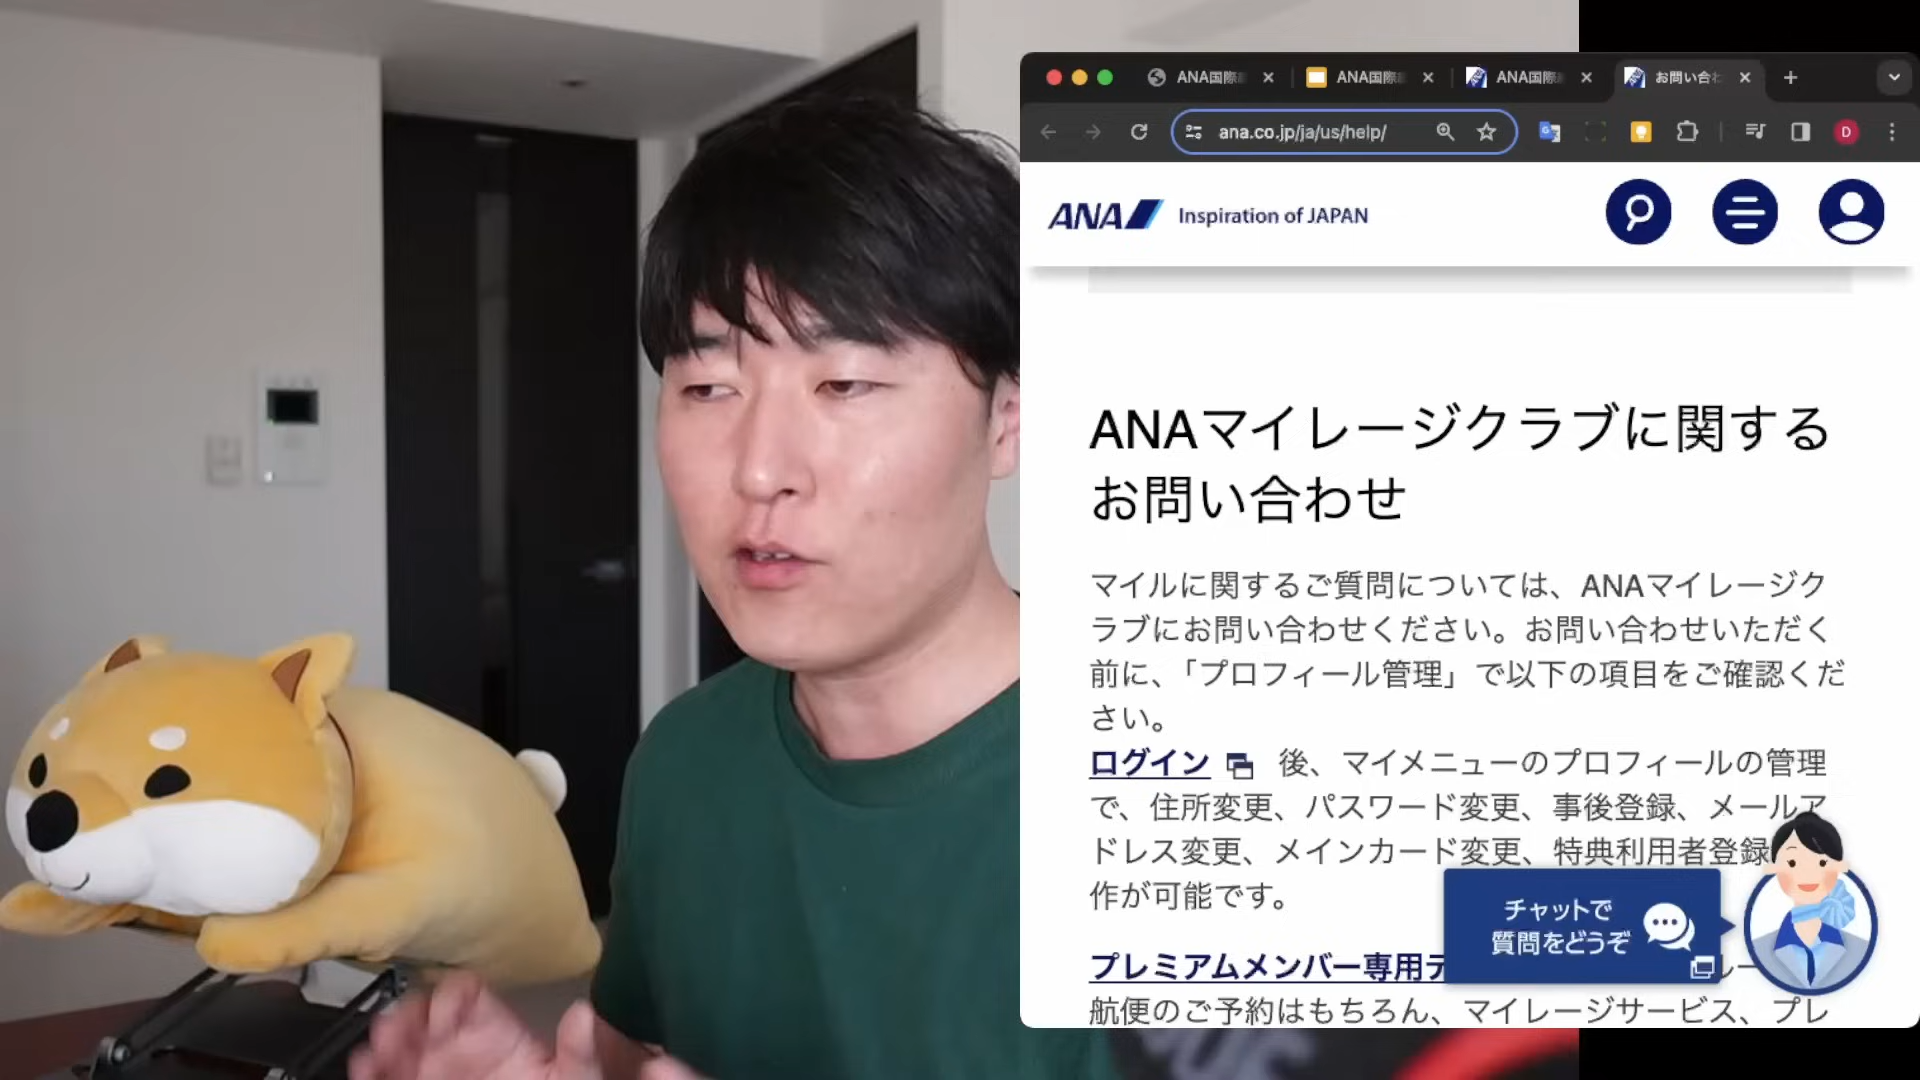 ANA国際
ANA国際
ANA国際
お問い合わ
ana.co.jp/ja/us/help/
D
ANA Inspiration of JAPAN
ANAマイレージクラブに関する
お問い合わせ
マイルに関するご質問については、ANAマイレージク
ラブにお問い合わせください。お問い合わせいただく
前に、「プロフィール管理」で以下の項目をご確認くだ
さい。
ログイン 後、マイメニューのプロフィールの管理
で、住所変更、パスワード変更、事後登録、メールア
ドレス変更、メインカード変更、特典利用者登録
作が可能です。
チャットで
質問をどうぞ
プレミアムメンバー専用デ
航便のご予約はもちろん、マイレージサービス、プレ